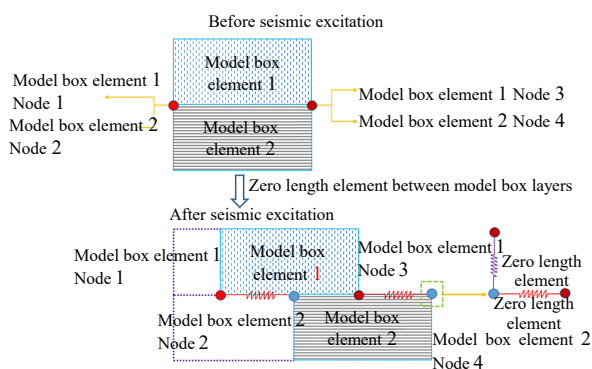 Before seismic excitation
Model box
element 1
Model box element 1
Node 1
Model box element 2
Node 2
Model box element 1 Node 3
Model box element 2 Node 4
Model box
element 2
Zero length element between model box layers
After seismic excitation
Model box element 1
Node 1
Model box
element 1
Model box element 1
Node 3
Zero length
element
Zero length
element
Model box element 2
Node 2
Model box
element 2
Model box element 2
Node 4